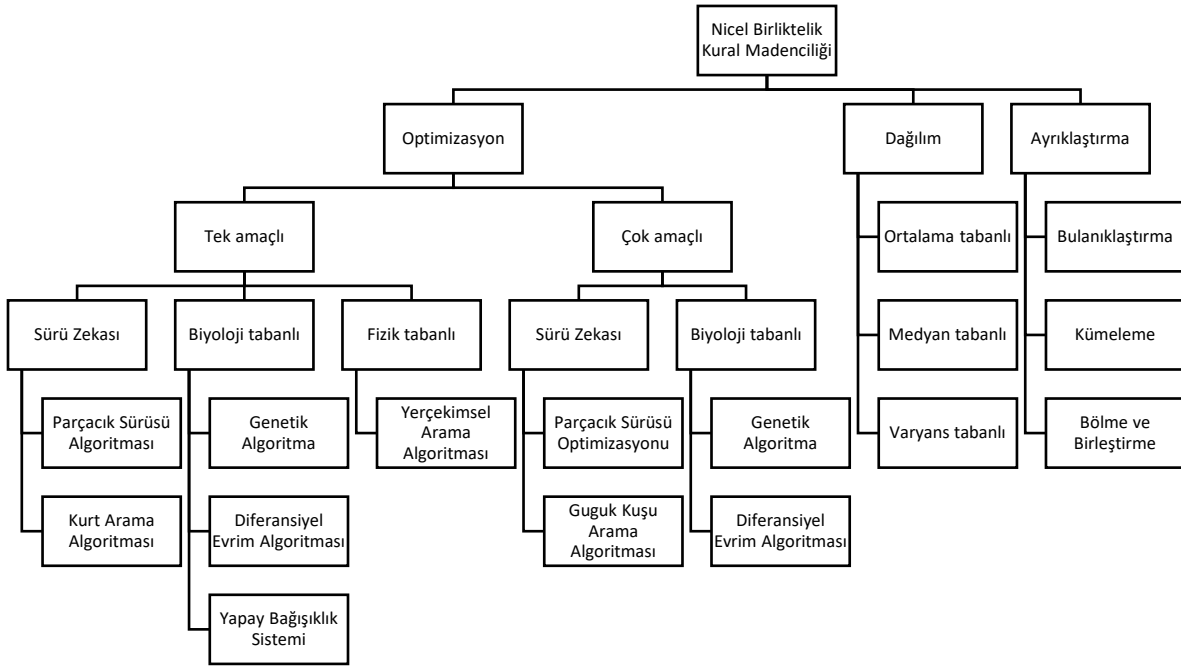 Nicel Birliktelik
Kural Madenciliği
Optimizasyon
Dağılım
Ayrıklaştırma
Tek amaçlı
Çok amaçlı
Ortalama tabanlı
Bulanıklaştırma
Sürü Zekası
Biyoloji tabanlı
Fizik tabanlı
Sürü Zekası
Biyoloji tabanlı
Medyan tabanlı
Kümeleme
Parçacık Sürüsü
Algoritması
Genetik
Algoritma
Yerçekimsel
Arama
Algoritması
Parçacık Sürüsü
Optimizasyonu
Genetik
Algoritma
Varyans tabanlı
Bölme ve
Birleştirme
Kurt Arama
Algoritması
Diferansiyel
Evrim Algoritması
Guguk Kuşu
Arama
Algoritması
Diferansiyel
Evrim Algoritması
Yapay Bağışıklık
Sistemi